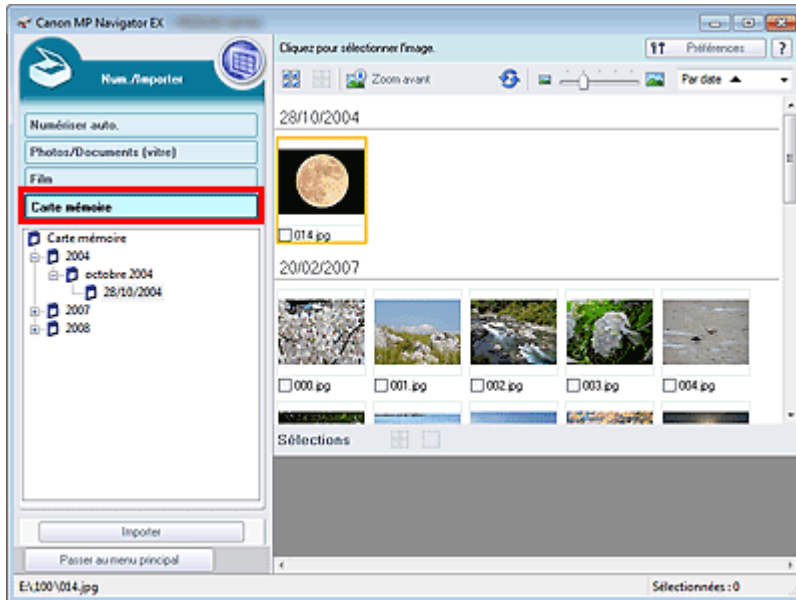 Canon MP Navigator EX
Num./Importer
Cliquez pour sélectionner l'image.
Préférences
?
Zoom avant
Par date
Numériser auto.
Photos/Documents (vitre)
Film
Carte mémoire
Carte mémoire
2004
octobre 2004
28/10/2004
2007
2008
28/10/2004
014.jpg
20/02/2007
000.jpg
001.jpg
002.jpg
003.jpg
004.jpg
Sélections
Importer
Passer au menu principal
E:\100\014.jpg
Sélectionnées : 0